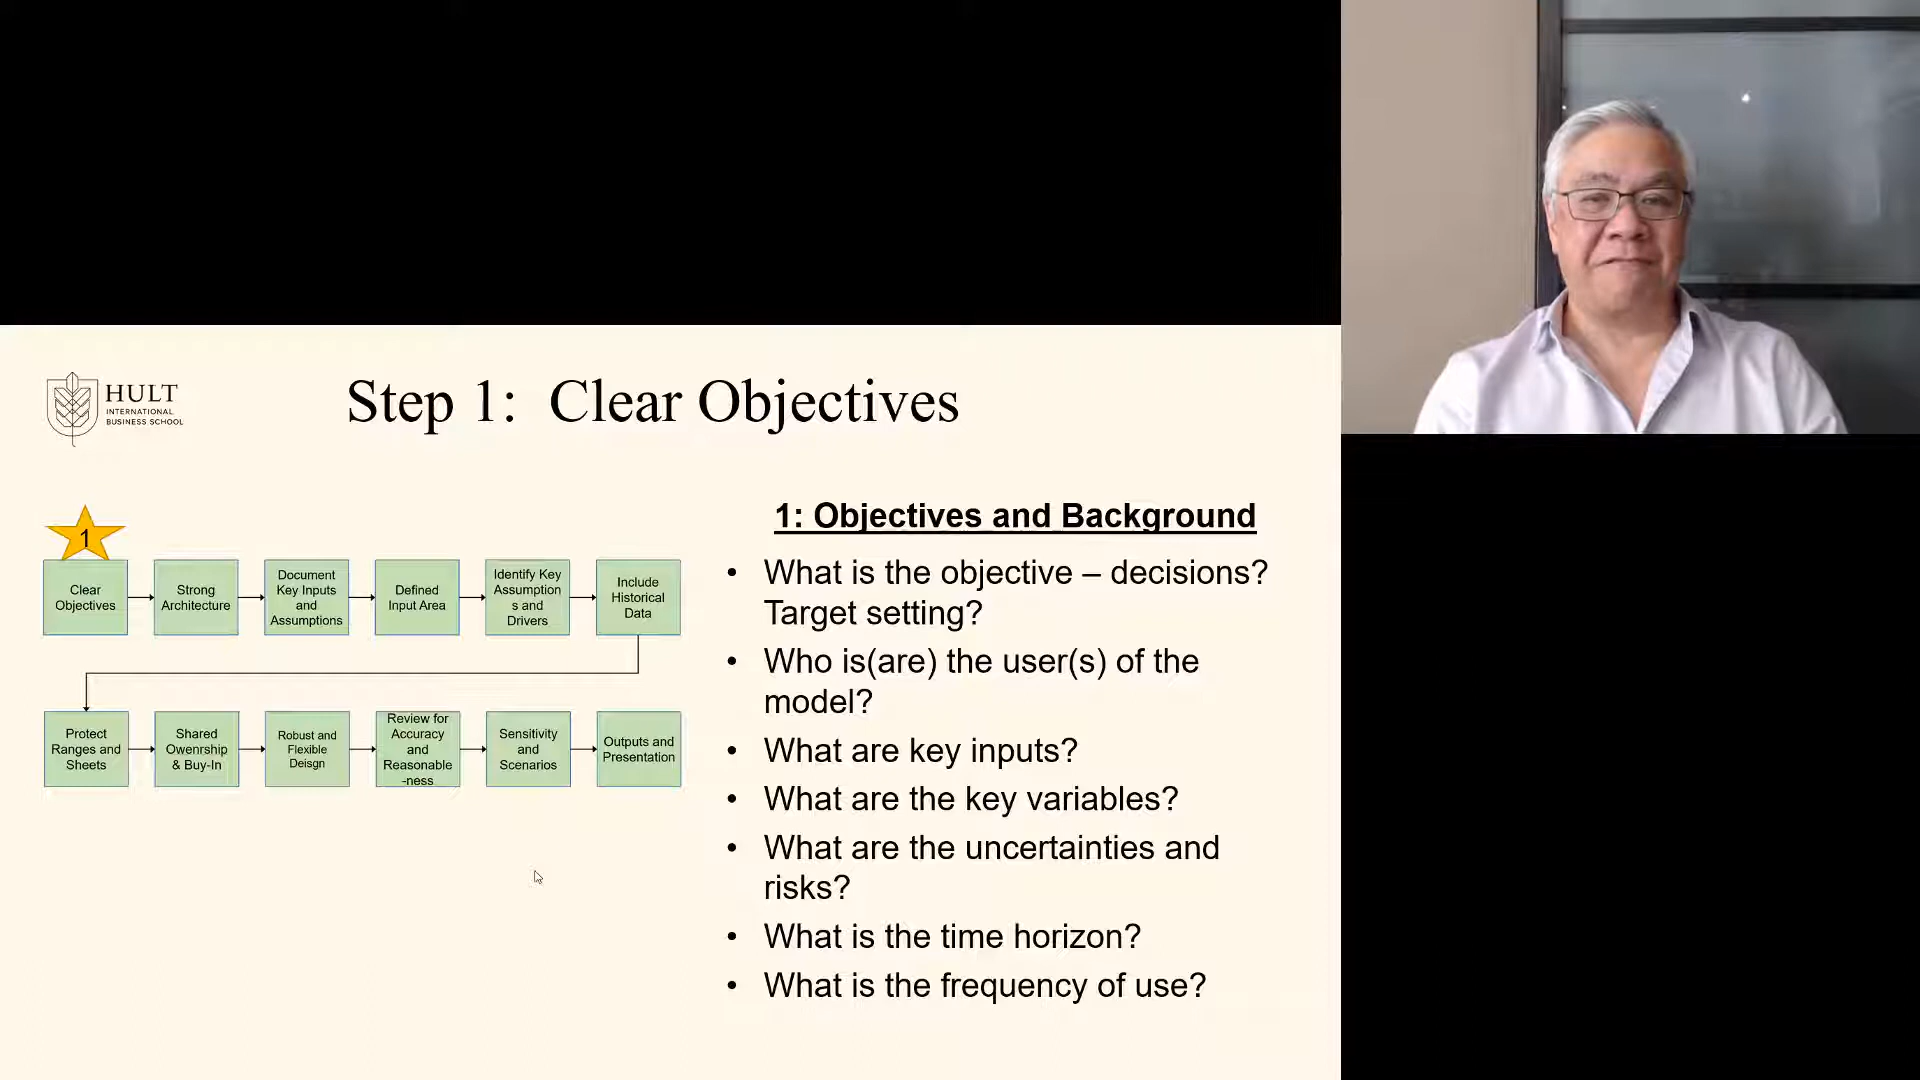 HULT
INTERNATIONAL
BUSINESS SCHOOL
Step 1:  Clear Objectives
1
Clear
Objectives
Strong
Architecture
Document
Key Inputs
and
Assumptions
Defined
Input Area
Identify Key
Assumption
s and
Drivers
Include
Historical
Data
Protect
Ranges and
Sheets
Shared
Owenrship
& Buy-In
Robust and
Flexible
Deisgn
Review for
Accuracy
and
Reasonable
-ness
Sensitivity
and
Scenarios
Outputs and
Presentation
1: Objectives and Background
• What is the objective – decisions?
Target setting?
• Who is(are) the user(s) of the
model?
• What are key inputs?
• What are the key variables?
• What are the uncertainties and
risks?
• What is the time horizon?
• What is the frequency of use?